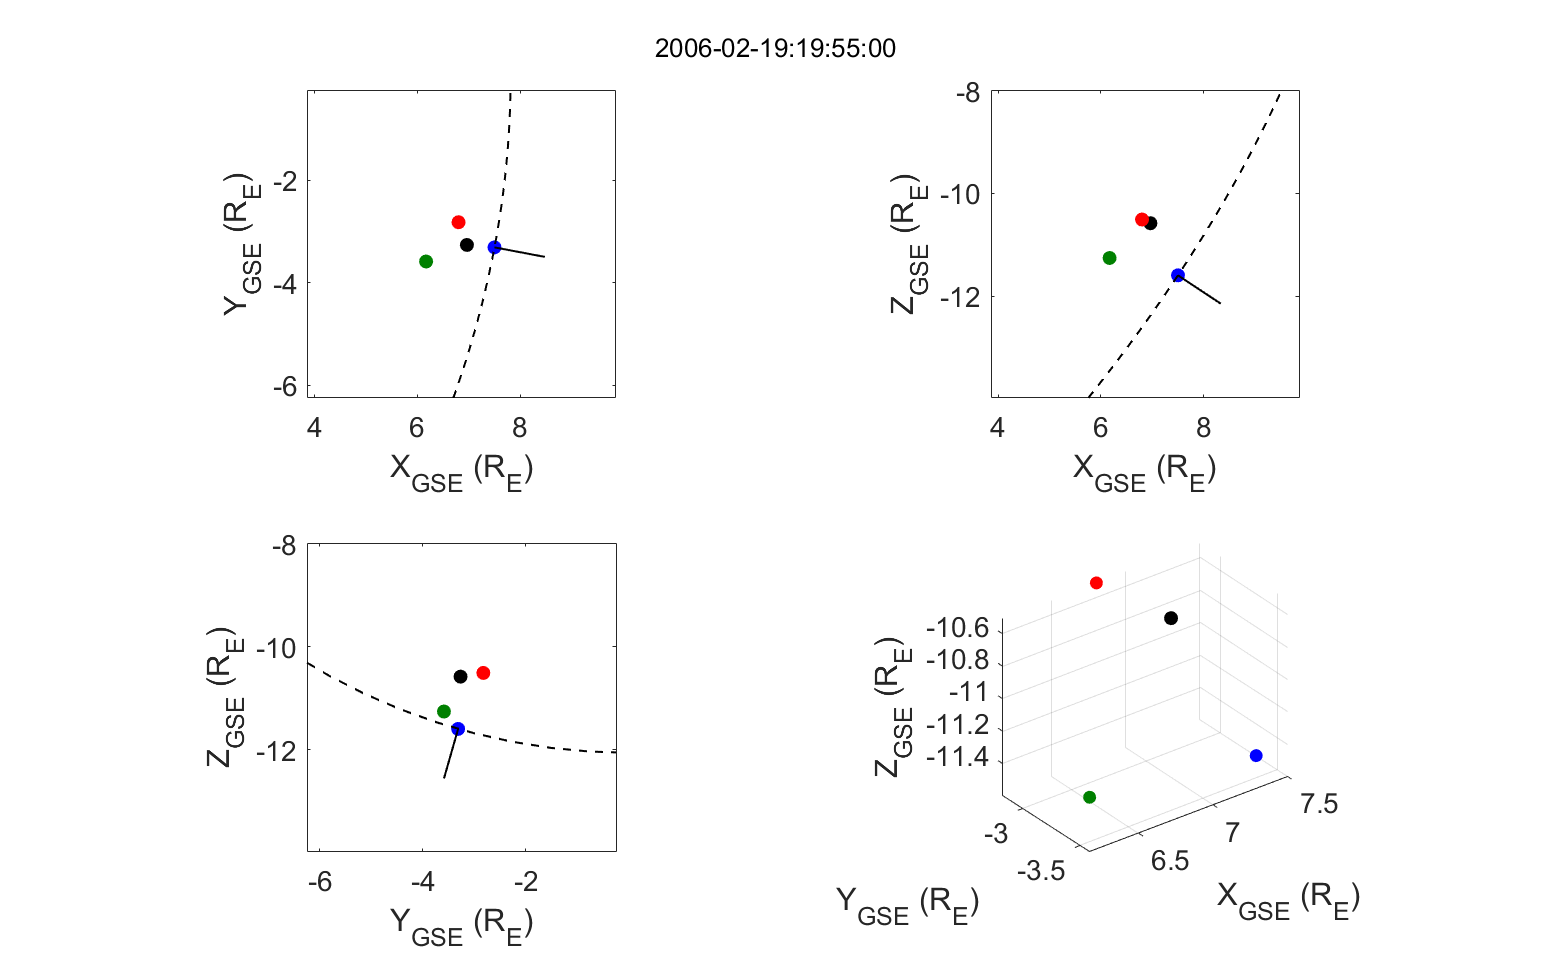 2006-02-19:19:55:00
-2
-4
-6
Y_GSE (R_E)
4 6 8
X_GSE (R_E)
-8
-10
-12
Z_GSE (R_E)
4 6 8
X_GSE (R_E)
-8
-10
-12
Z_GSE (R_E)
-6 -4 -2
Y_GSE (R_E)
-10.6
-10.8
-11
-11.2
-11.4
Z_GSE (R_E)
-3
-3.5
Y_GSE (R_E)
6.5
7
7.5
X_GSE (R_E)